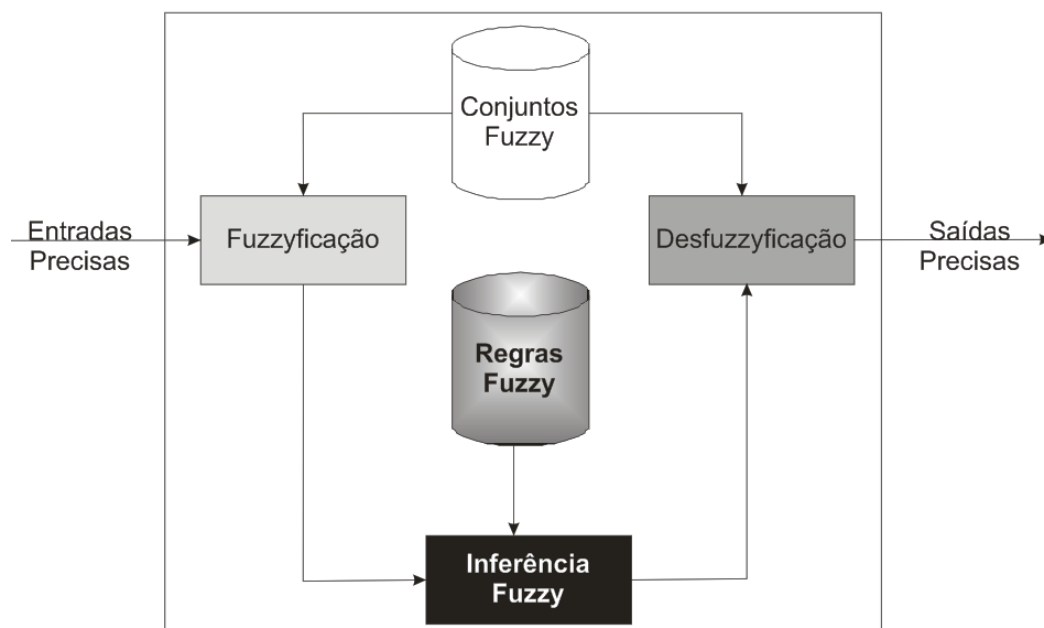 Conjuntos
Fuzzy
Entradas
Precisas
Fuzzyficação
Desfuzzyficação
Saídas
Precisas
Regras
Fuzzy
Inferência
Fuzzy